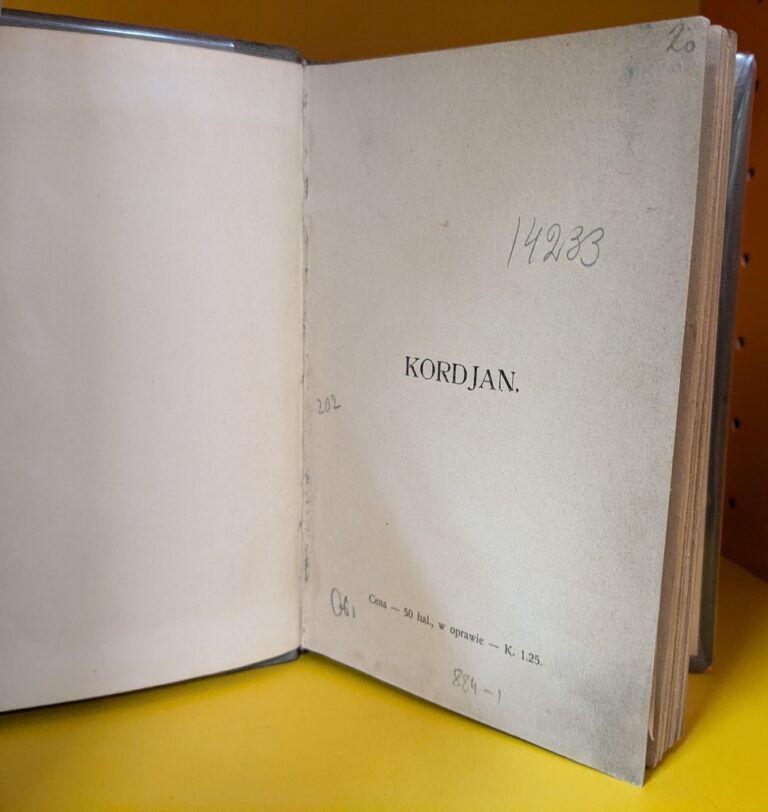 20
14233
KORDJAN.
202
Cena — 50 hal., w oprawie — K. 1.25.
884-1